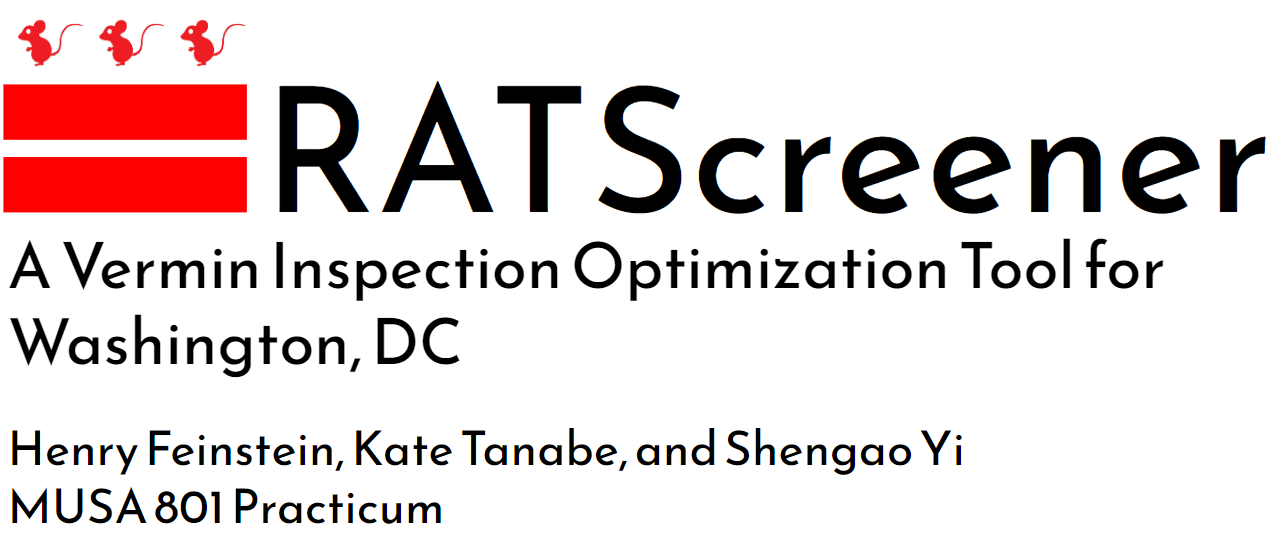 RATScreener
A Vermin Inspection Optimization Tool for
Washington, DC
Henry Feinstein, Kate Tanabe, and Shengao Yi
MUSA 801 Practicum